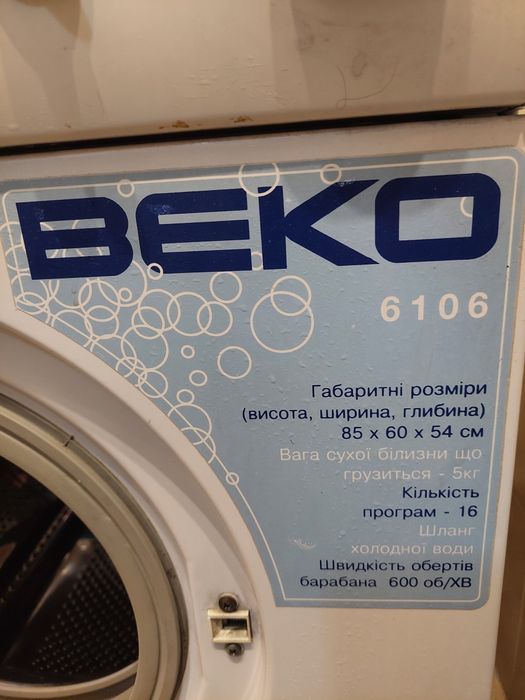 BEKO
6106
Габаритні розміри
(висота, ширина, глибина)
85 х 60 х 54 см
Вага сухої білизни що
грузиться - 5кг
Кількість
програм - 16
Шланг
холодної води
Швидкість обертів
барабана 600 об/ХВ